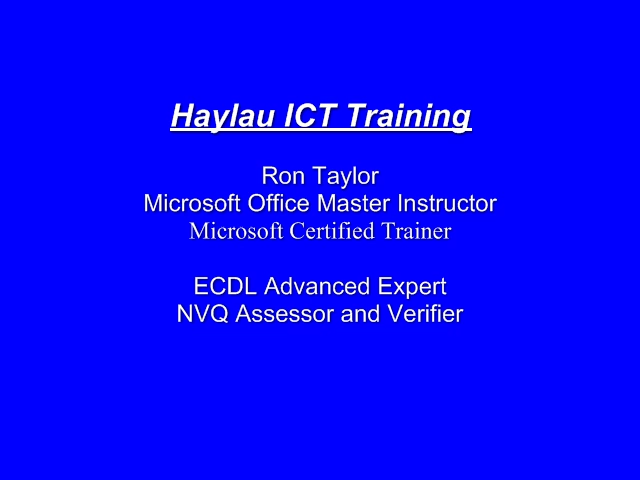 Haylau ICT Training
Ron Taylor
Microsoft Office Master Instructor
Microsoft Certified Trainer
ECDL Advanced Expert
NVQ Assessor and Verifier